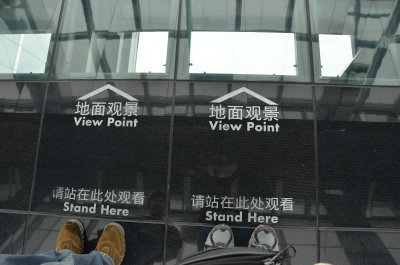 地面观景
View Point
请站在此处观看
Stand Here
地面观景
View Point
请站在此处观看
Stand Here